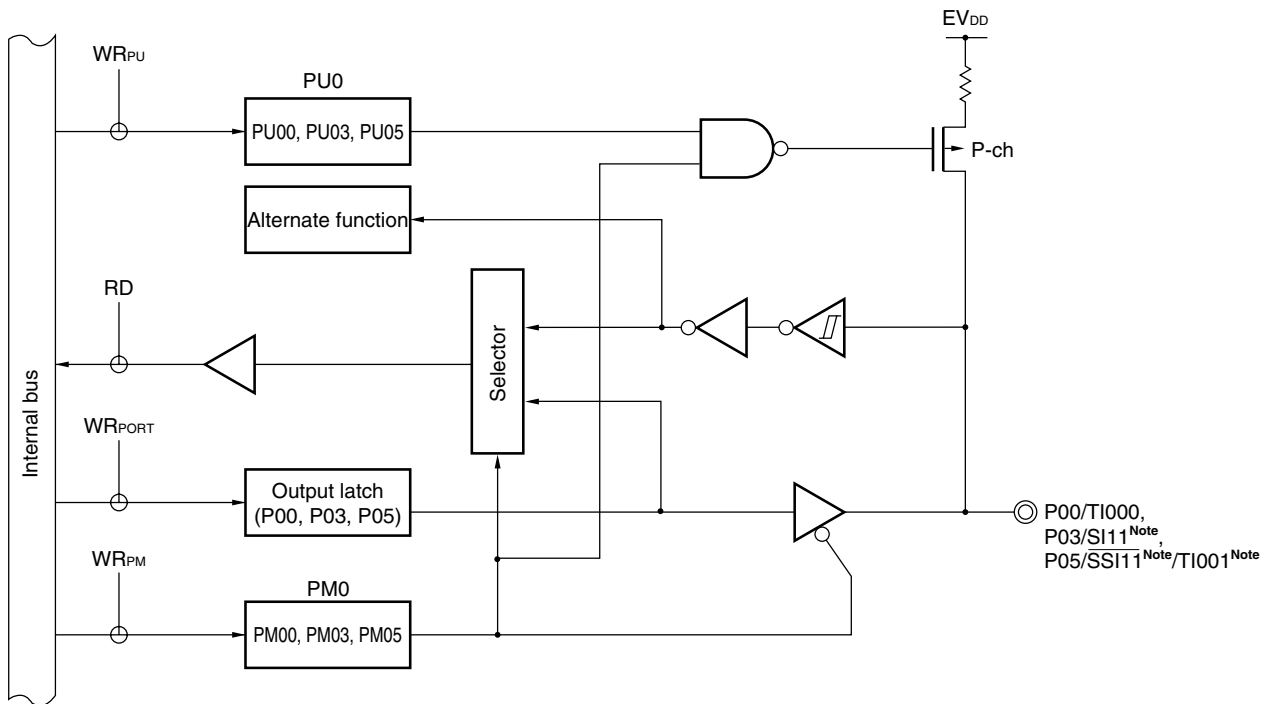 EVDD
WRPU
PU0
PU00, PU03, PU05
P-ch
Alternate function
RD
Selector
Internal bus
WRPORT
Output latch
(P00, P03, P05)
P00/TI000,
P03/SI11Note,
P05/SSI11Note/TI001Note
WRPM
PM0
PM00, PM03, PM05